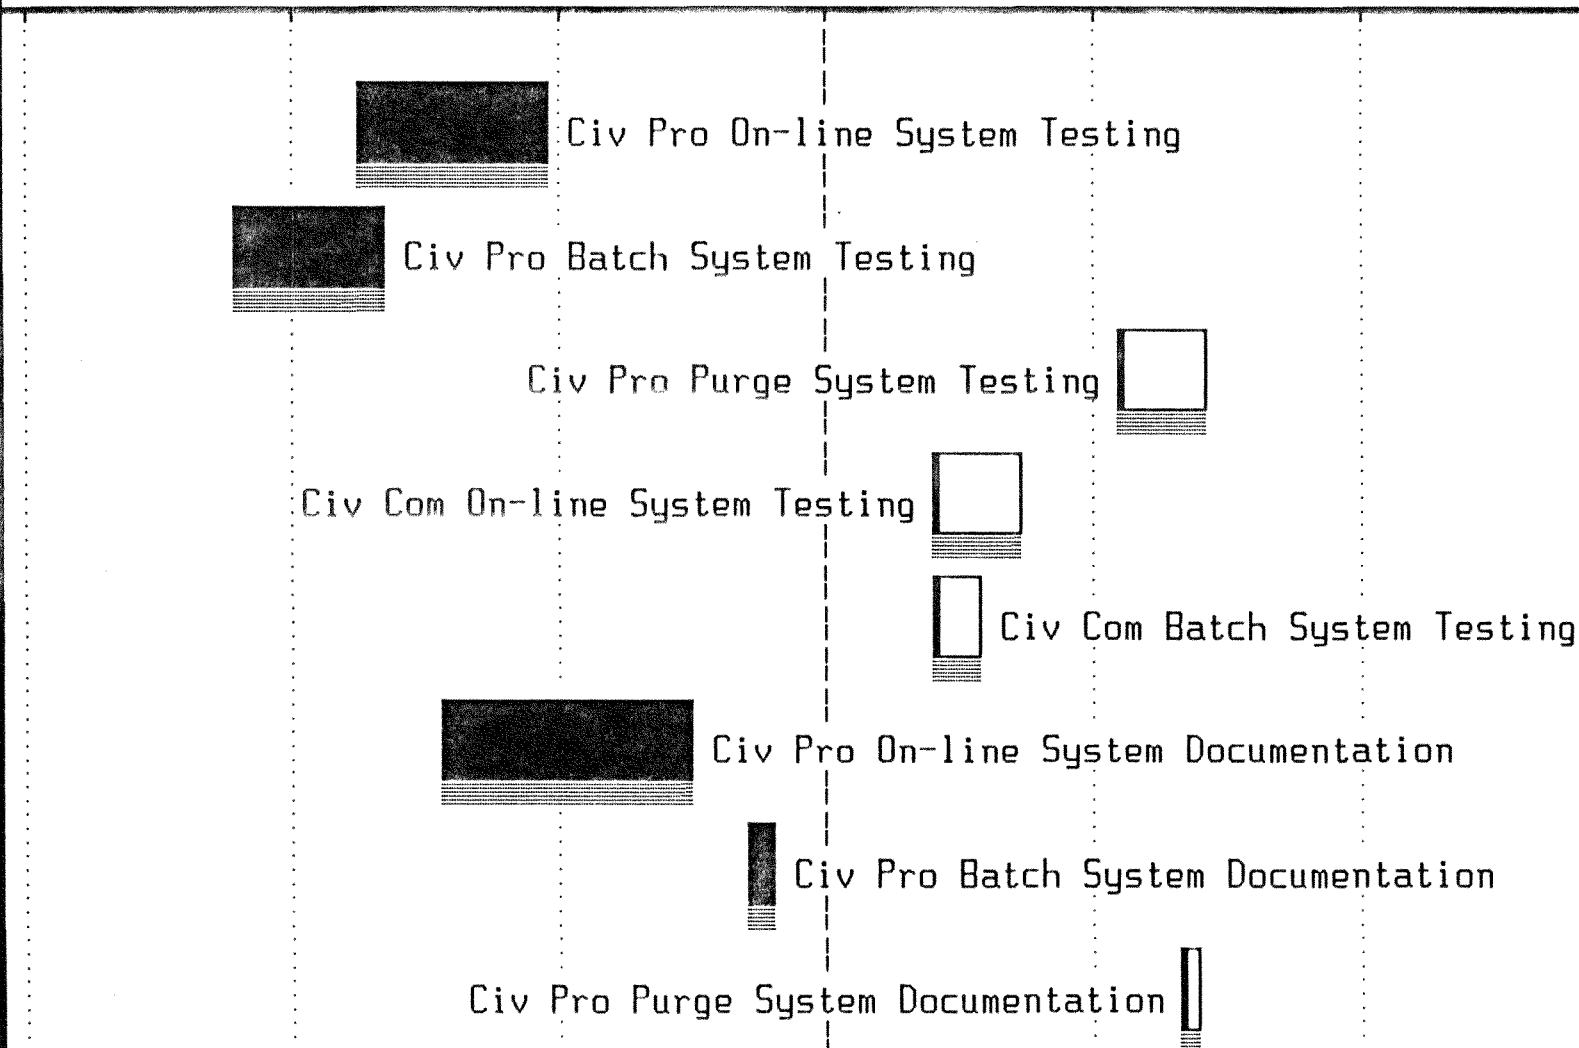 Civ Pro On-line System Testing
Civ Pro Batch System Testing
Civ Pro Purge System Testing
Civ Com On-line System Testing
Civ Com Batch System Testing
Civ Pro On-line System Documentation
Civ Pro Batch System Documentation
Civ Pro Purge System Documentation